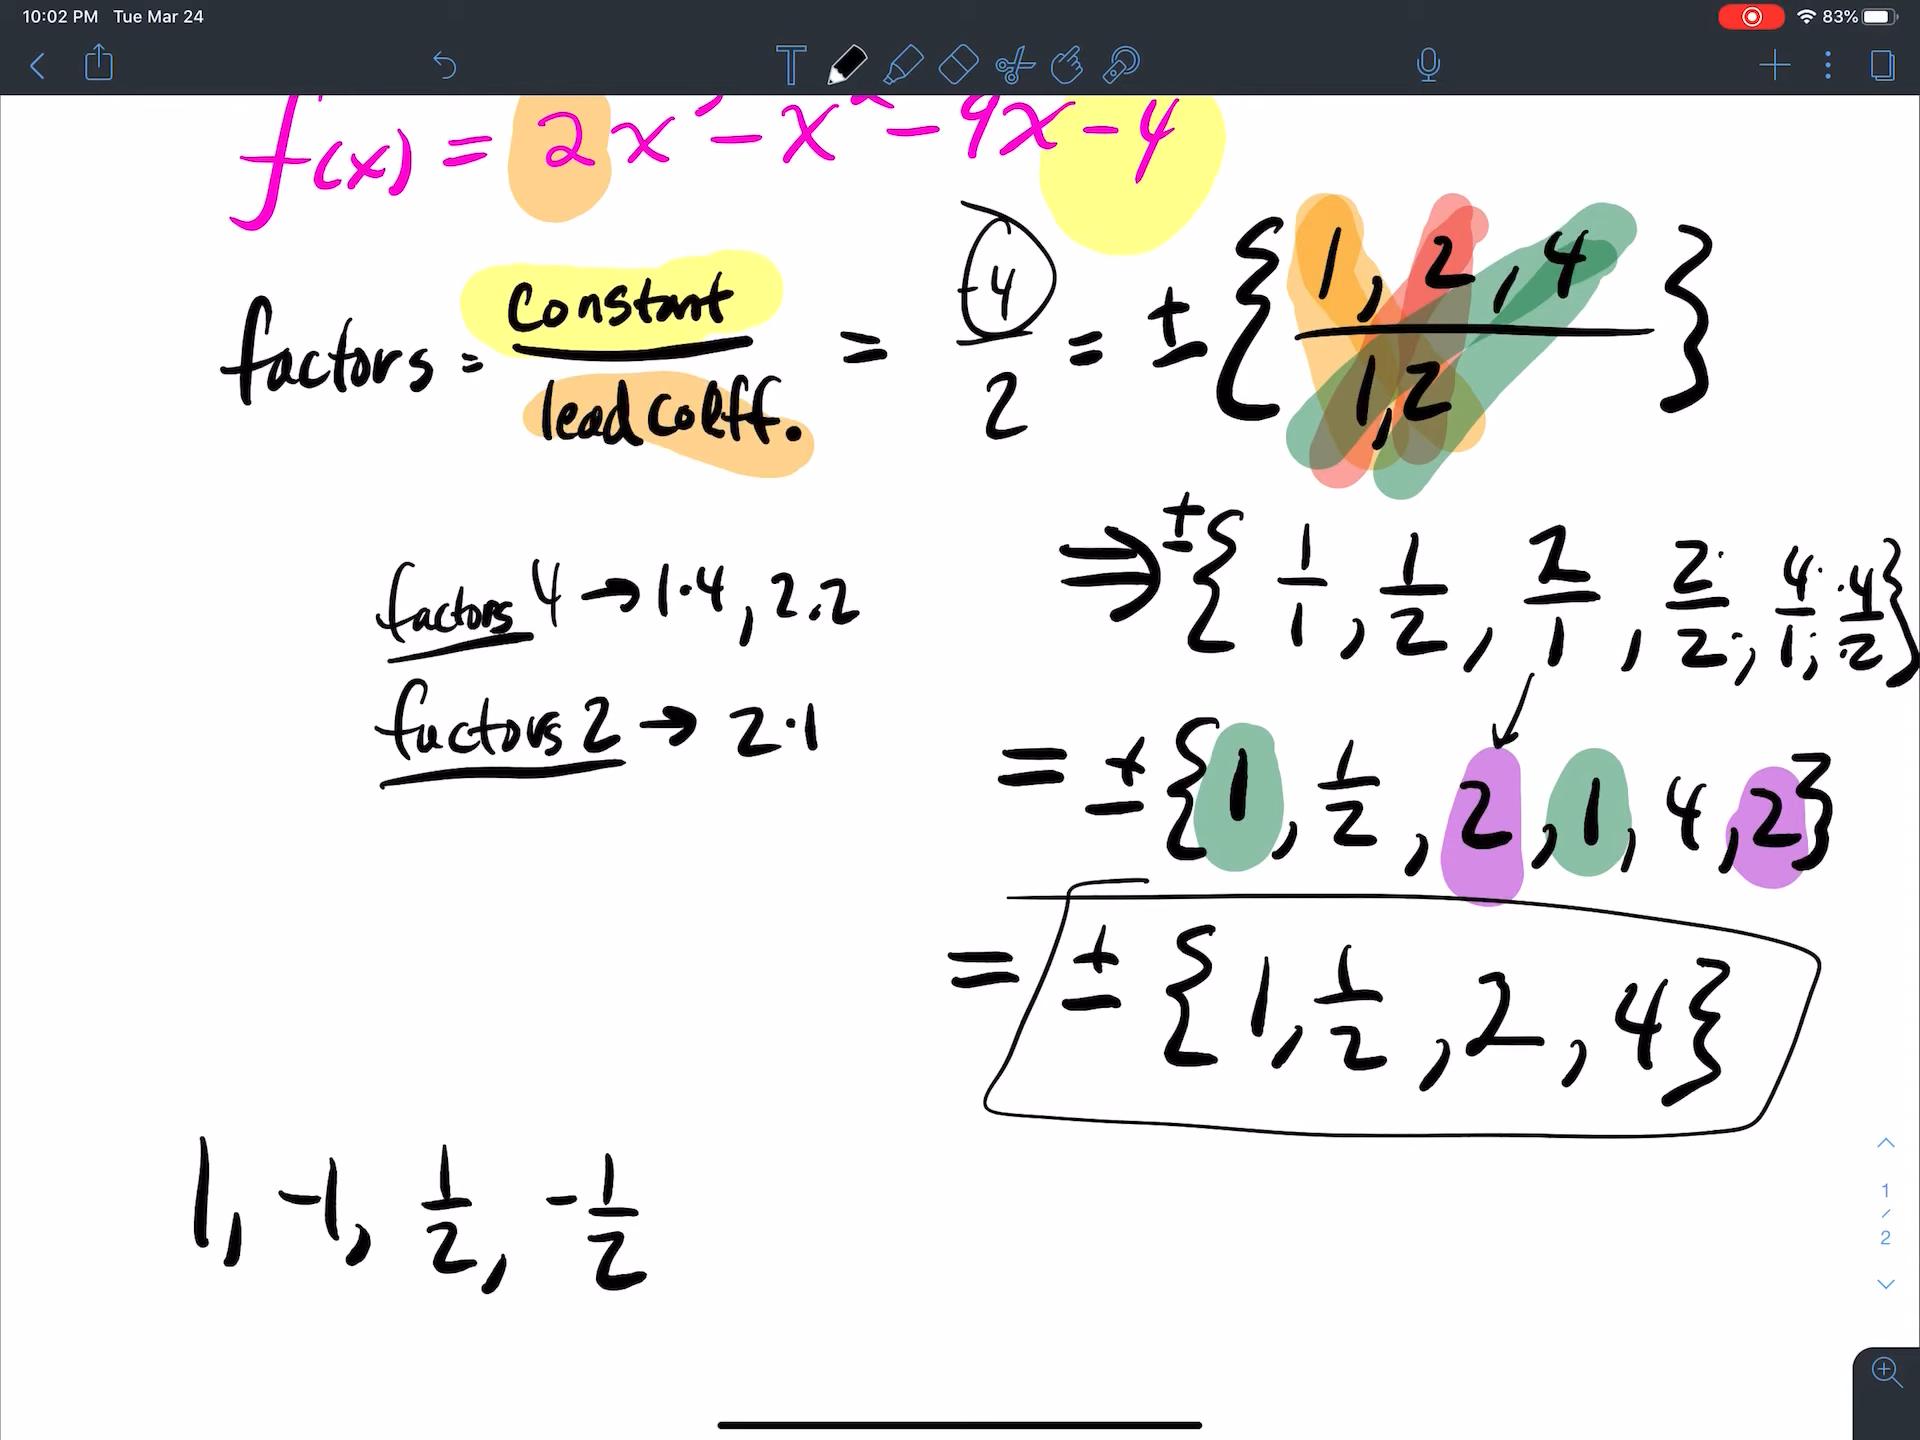 10:02 PM Tue Mar 24
83%
f(x) = 2x³ - x² - 9x - 4
factors = constant / lead coeff. = -4 / 2 = ± { 1, 2, 4 / 1, 2 }
⇒ ± { 1/1, 1/2, 2/1, 2/2, 4/1, 4/2 }
factors 4 → 1·4, 2·2
factors 2 → 2·1
= ± { 1, 1/2, 2, 1, 4, 2 }
= ± { 1, 1/2, 2, 4 }
1, -1, 1/2, -1/2
1 / 2